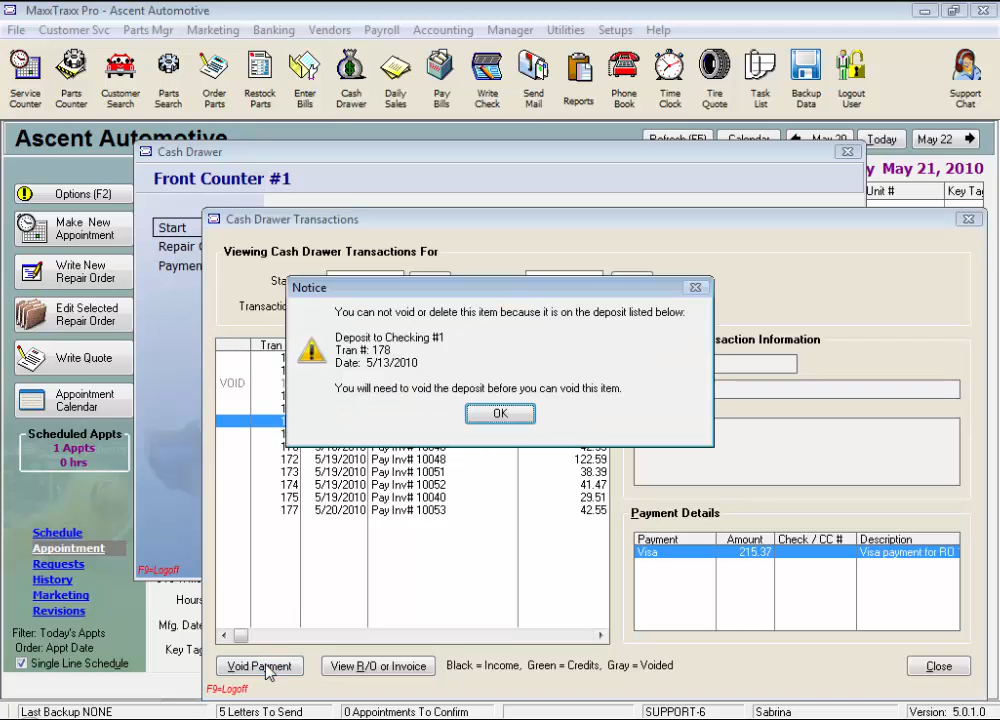 MaxxTraxx Pro - Ascent Automotive
File Customer Svc Parts Mgr Marketing Banking Vendors Payroll Accounting Manager Utilities Setups Help
Service Counter
Parts Counter
Customer Search
Parts Search
Order Parts
Restock Parts
Enter Bills
Cash Drawer
Daily Sales
Pay Bills
Write Check
Send Mail
Reports
Phone Book
Time Clock
Tire Quote
Task List
Backup Data
Logout User
Support Chat
Ascent Automotive
Refresh (F5) Calendar May 20 Today May 22
y May 21, 2010
Unit # Key Tag
Options (F2)
Make New Appointment
Write New Repair Order
Edit Selected Repair Order
Write Quote
Appointment Calendar
Scheduled Appts
1 Appts
0 hrs
Schedule
Appointment
Requests
History
Marketing
Revisions
Filter: Today's Appts
Order: Appt Date
Single Line Schedule
Hours
Mfg. Date
Key Tag
Cash Drawer
Front Counter #1
Start
Repair
Paymen
F9=Logoff
Cash Drawer Transactions
Viewing Cash Drawer Transactions For
Sta
Transactio
saction Information
Tran
VOID
172 5/19/2010 Pay Inv# 10048 122.59
173 5/19/2010 Pay Inv# 10051 38.39
174 5/19/2010 Pay Inv# 10052 41.47
175 5/19/2010 Pay Inv# 10040 29.51
177 5/20/2010 Pay Inv# 10053 42.55
Payment Details
Payment Amount Check / CC # Description
Visa 215.37 Visa payment for RO
Void Payment View R/O or Invoice Black = Income, Green = Credits, Gray = Voided Close
F9=Logoff
Notice
You can not void or delete this item because it is on the deposit listed below:
Deposit to Checking #1
Tran #: 178
Date: 5/13/2010
You will need to void the deposit before you can void this item.
OK
Last Backup NONE 5 Letters To Send 0 Appointments To Confirm SUPPORT-6 Sabrina Version: 5.0.1.0